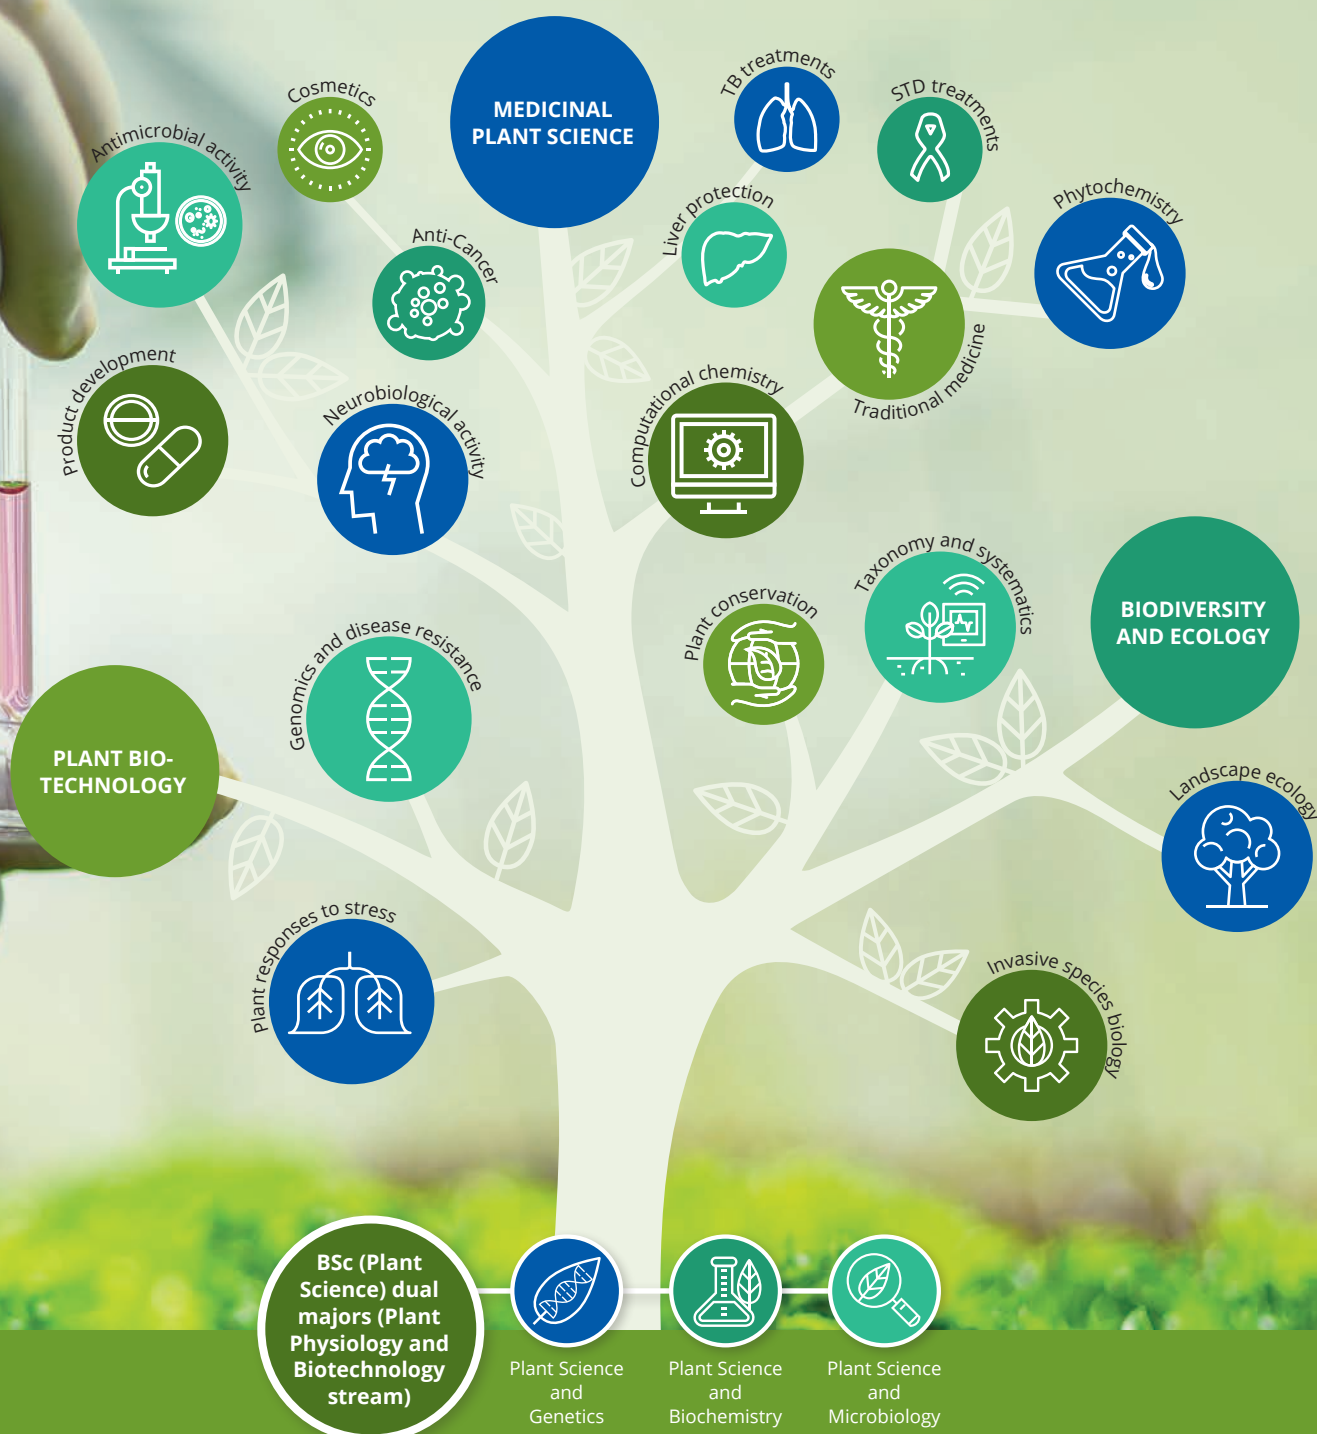 MEDICINAL
PLANT SCIENCE
Cosmetics
Antimicrobial activity
TB treatments
STD treatments
Liver protection
Phytochemistry
Anti-Cancer
Traditional medicine
Product development
Neurobiological activity
Computational chemistry
Taxonomy and systematics
Plant conservation
BIODIVERSITY
AND ECOLOGY
Genomics and disease resistance
PLANT BIO-
TECHNOLOGY
Landscape ecology
Plant responses to stress
Invasive species biology
BSc (Plant
Science) dual
majors (Plant
Physiology and
Biotechnology
stream)
Plant Science
and
Genetics
Plant Science
and
Biochemistry
Plant Science
and
Microbiology